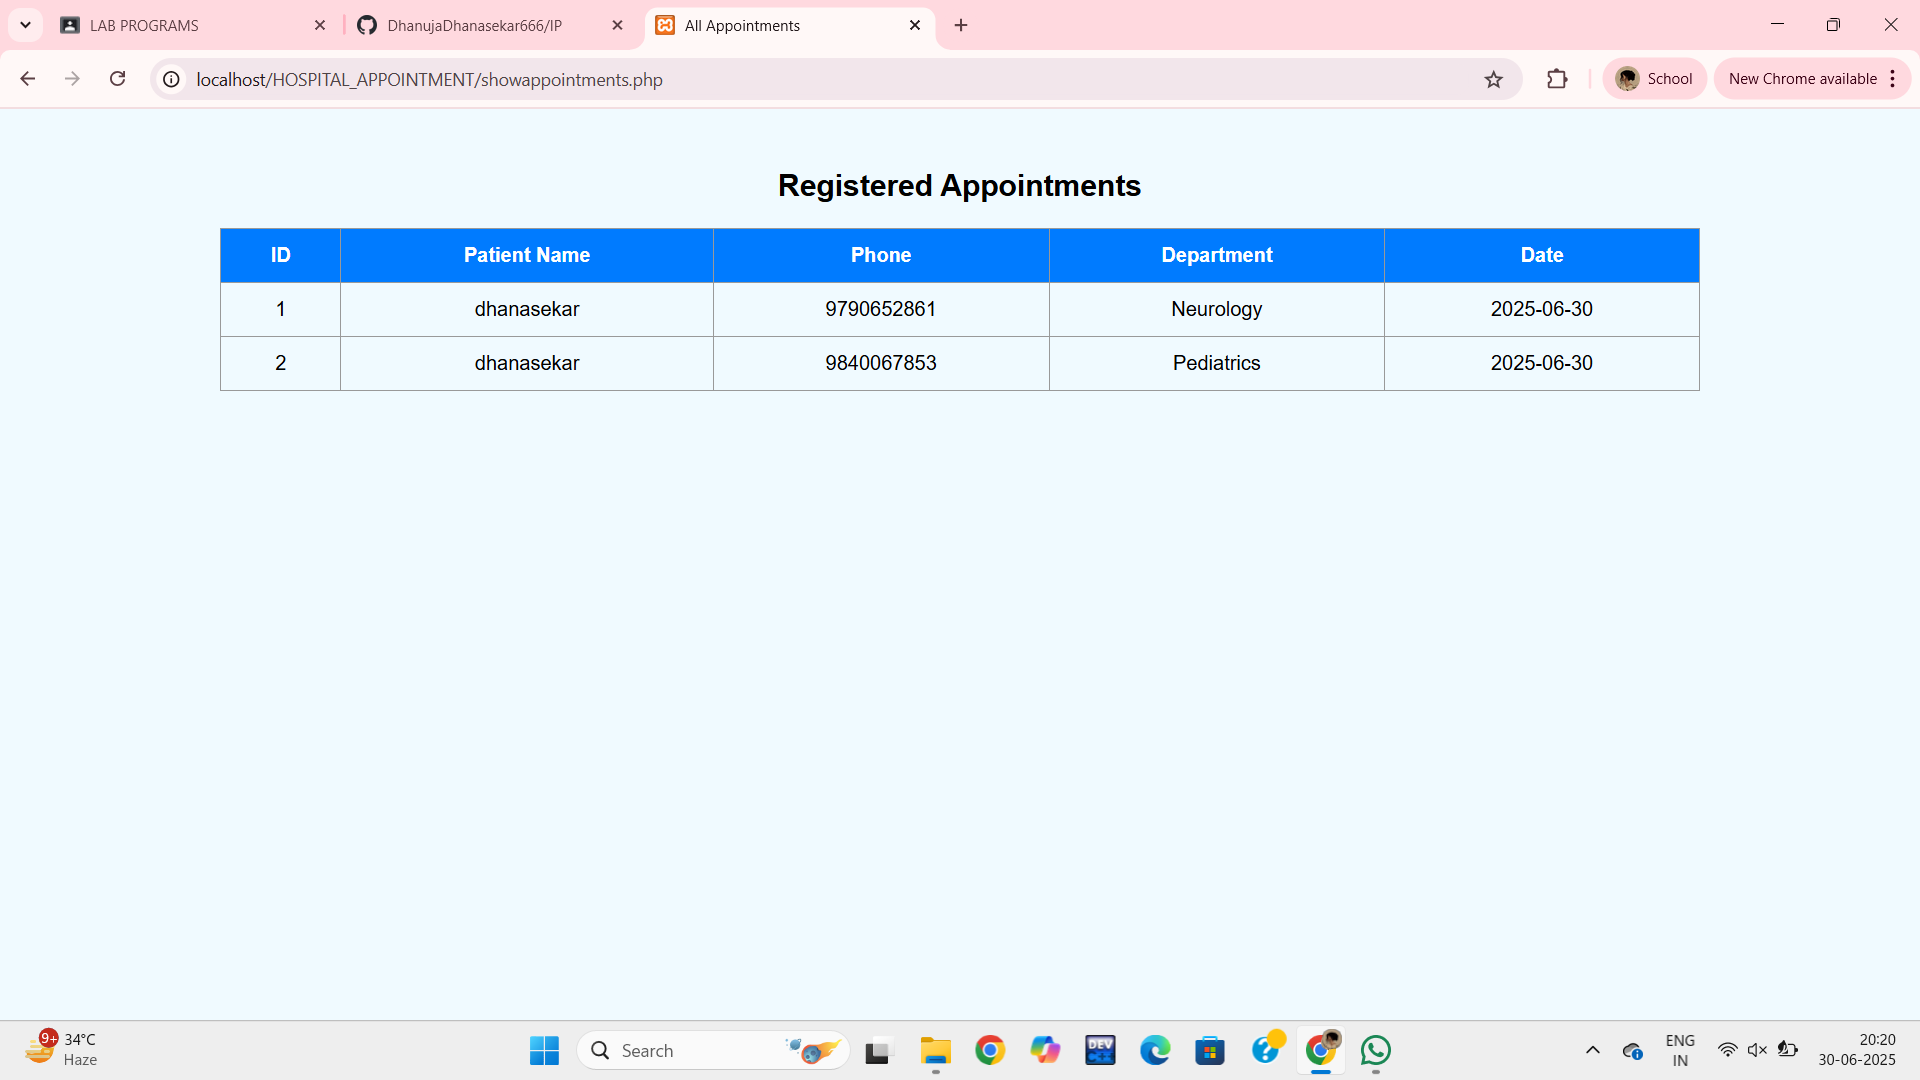 LAB PROGRAMS
DhanujaDhanasekar666/IP
All Appointments
localhost/HOSPITAL_APPOINTMENT/showappointments.php
School
New Chrome available
Registered Appointments
ID Patient Name Phone Department Date
1 dhanasekar 9790652861 Neurology 2025-06-30
2 dhanasekar 9840067853 Pediatrics 2025-06-30
9+
34°C
Haze
Search
DEV
ENG
IN
20:20
30-06-2025